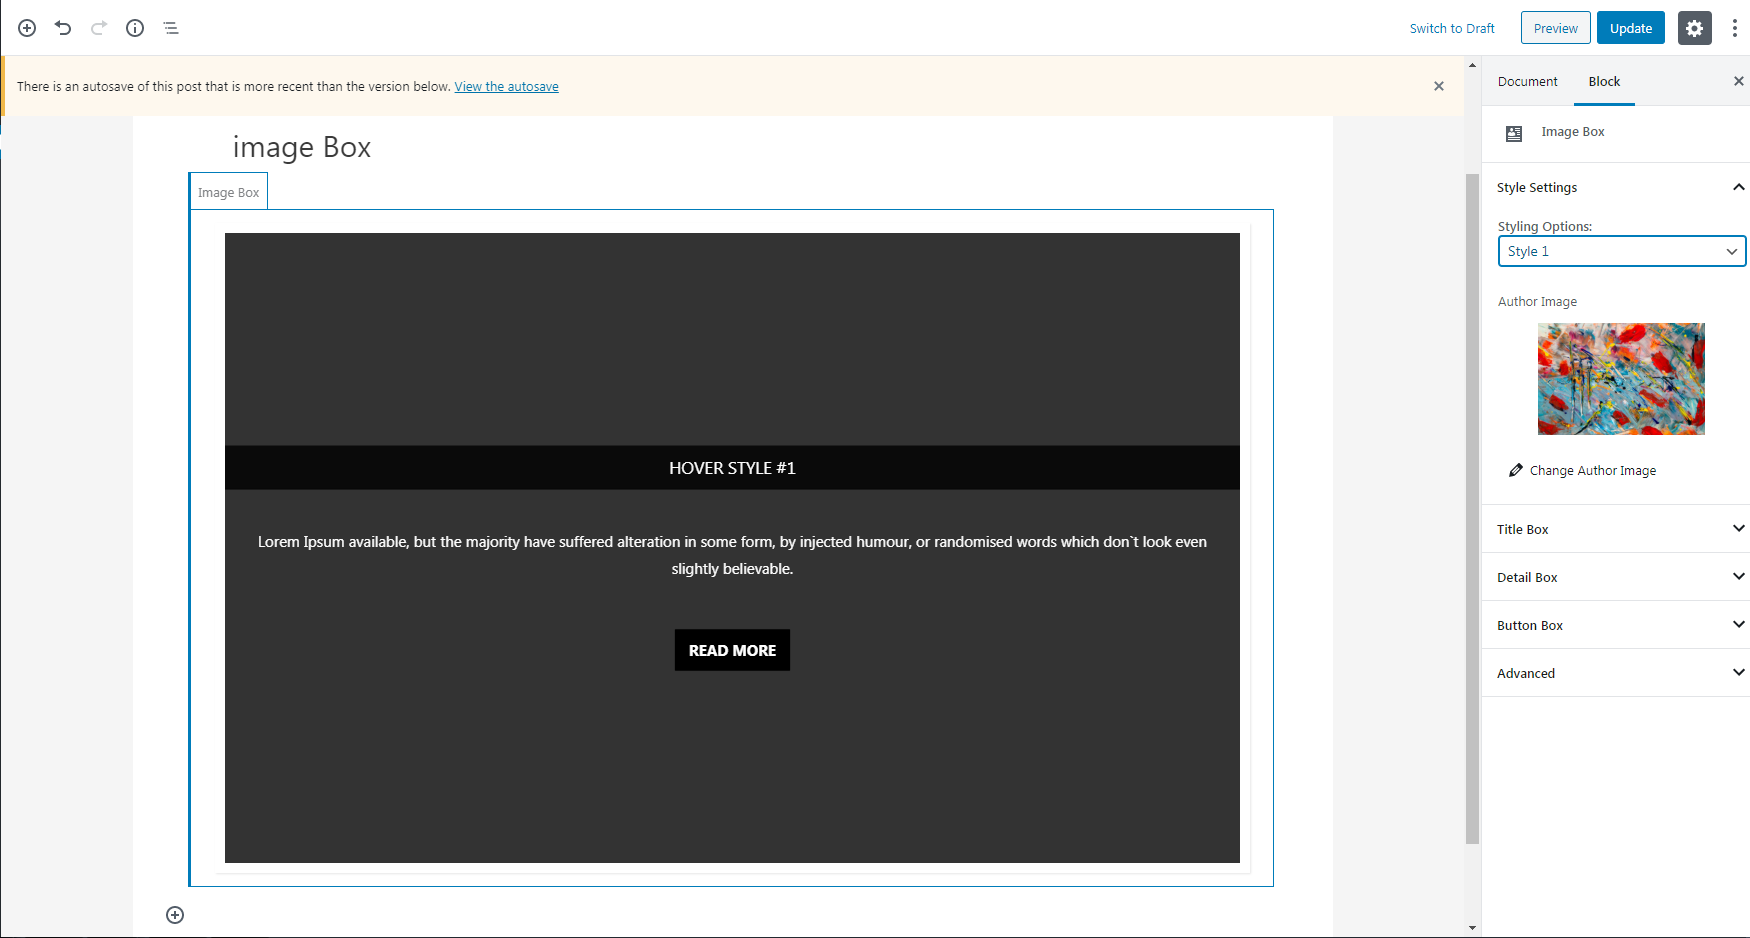 Switch to Draft
Preview
Update
There is an autosave of this post that is more recent than the version below. View the autosave
Document
Block
image Box
Image Box
Image Box
Style Settings
Styling Options:
Style 1
Author Image
Change Author Image
HOVER STYLE #1
Lorem Ipsum available, but the majority have suffered alteration in some form, by injected humour, or randomised words which don`t look even
slightly believable.
READ MORE
Title Box
Detail Box
Button Box
Advanced